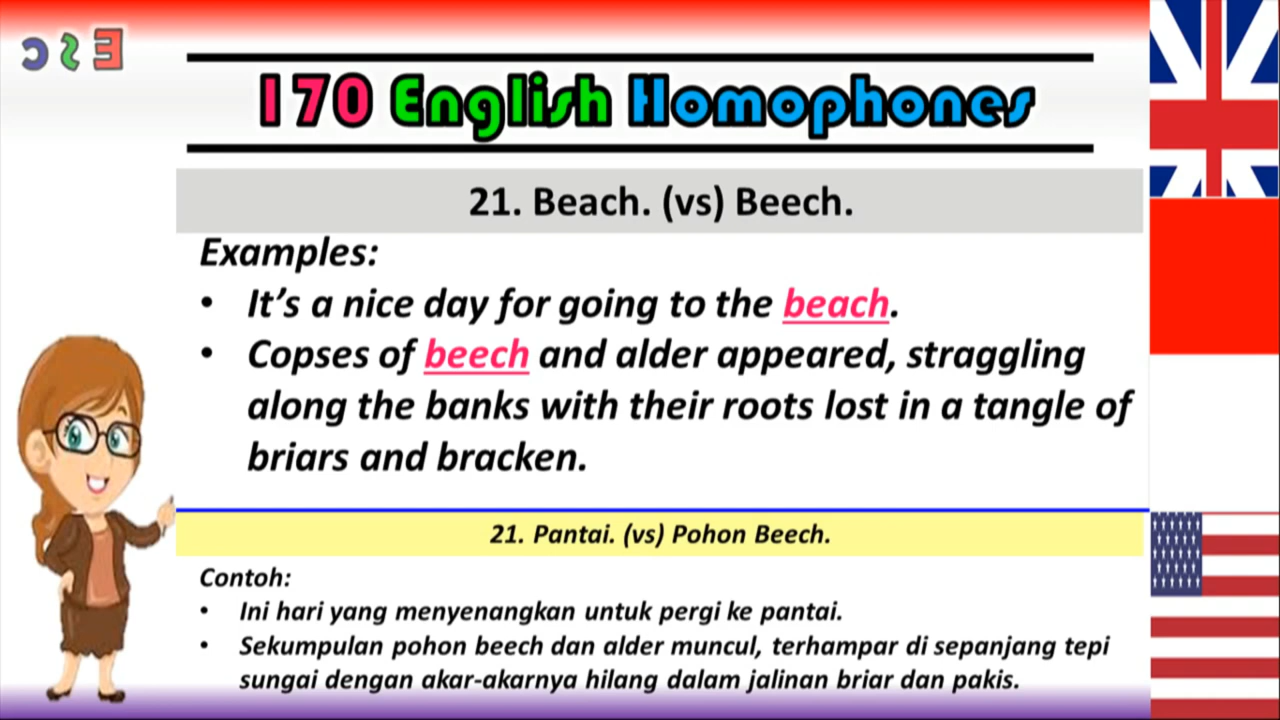 ESC
170 English Homophones
21. Beach. (vs) Beech.
Examples:
• It's a nice day for going to the beach.
• Copses of beech and alder appeared, straggling
along the banks with their roots lost in a tangle of
briars and bracken.
21. Pantai. (vs) Pohon Beech.
Contoh:
• Ini hari yang menyenangkan untuk pergi ke pantai.
• Sekumpulan pohon beech dan alder muncul, terhampar di sepanjang tepi
sungai dengan akar-akarnya hilang dalam jalinan briar dan pakis.